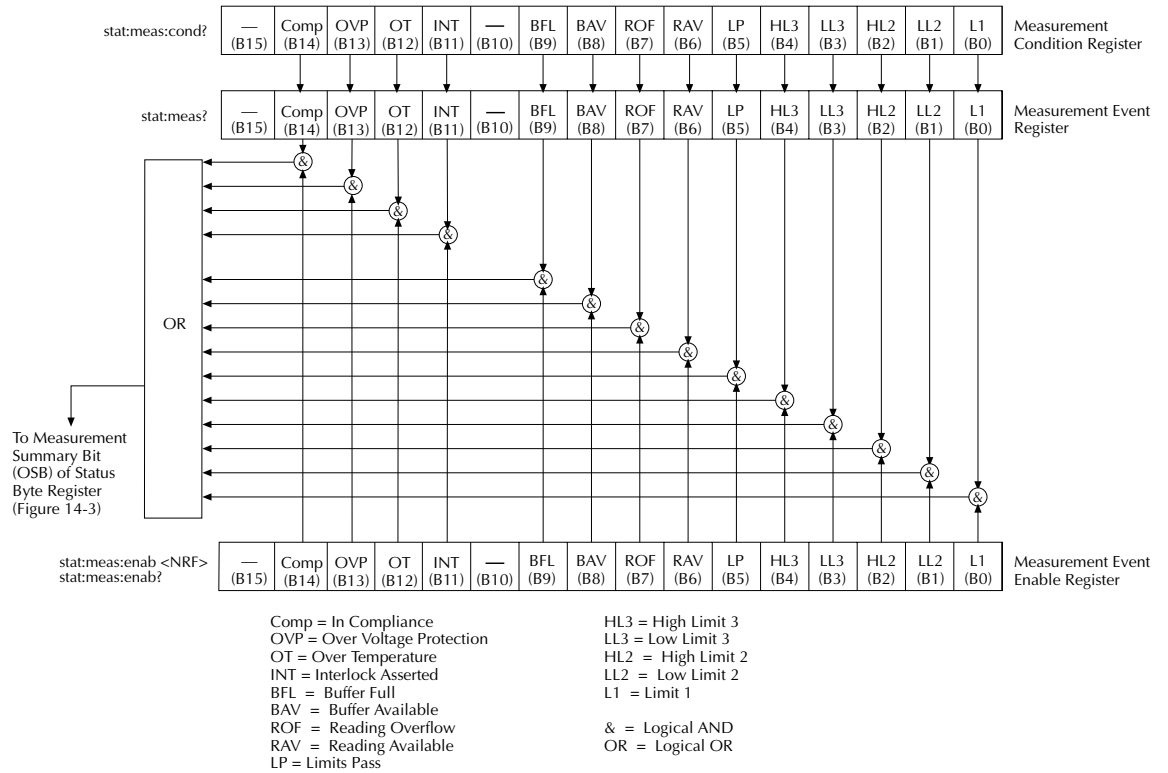 stat:meas:cond?
— Comp OVP OT INT — BFL BAV ROF RAV LP HL3 LL3 HL2 LL2 L1
(B15) (B14) (B13) (B12) (B11) (B10) (B9) (B8) (B7) (B6) (B5) (B4) (B3) (B2) (B1) (B0)
Measurement
Condition Register
stat:meas?
— Comp OVP OT INT — BFL BAV ROF RAV LP HL3 LL3 HL2 LL2 L1
(B15) (B14) (B13) (B12) (B11) (B10) (B9) (B8) (B7) (B6) (B5) (B4) (B3) (B2) (B1) (B0)
Measurement Event
Register
&
&
&
&
&
&
OR
&
&
&
&
&
&
&
&
To Measurement
Summary Bit
(OSB) of Status
Byte Register
(Figure 14-3)
stat:meas:enab <NRF>
stat:meas:enab?
— Comp OVP OT INT — BFL BAV ROF RAV LP HL3 LL3 HL2 LL2 L1
(B15) (B14) (B13) (B12) (B11) (B10) (B9) (B8) (B7) (B6) (B5) (B4) (B3) (B2) (B1) (B0)
Measurement Event
Enable Register
Comp = In Compliance
OVP = Over Voltage Protection
OT = Over Temperature
INT = Interlock Asserted
BFL = Buffer Full
BAV = Buffer Available
ROF = Reading Overflow
RAV = Reading Available
LP = Limits Pass
HL3 = High Limit 3
LL3 = Low Limit 3
HL2 = High Limit 2
LL2 = Low Limit 2
L1 = Limit 1
& = Logical AND
OR = Logical OR